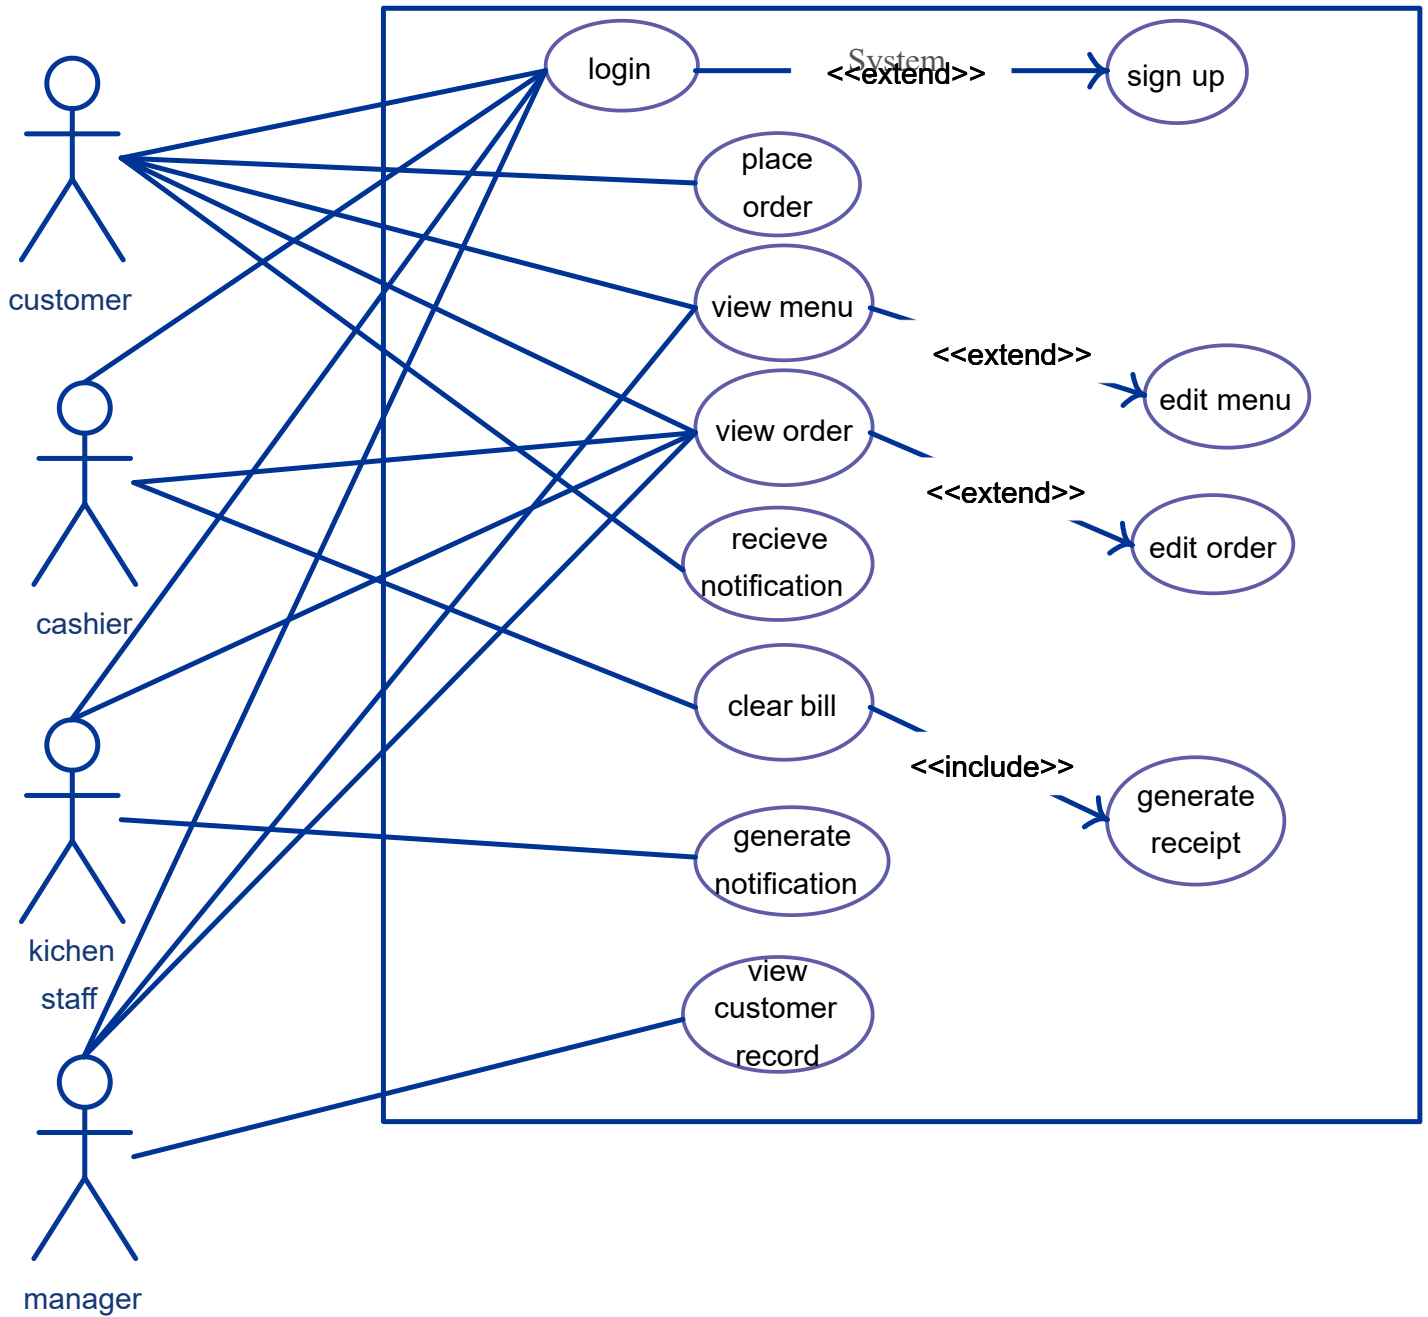 System
login
<<extend>>
sign up
place
order
customer
view menu
<<extend>>
edit menu
view order
<<extend>>
edit order
recieve
notification
cashier
clear bill
<<include>>
generate
receipt
generate
notification
kichen
staff
view
customer
record
manager